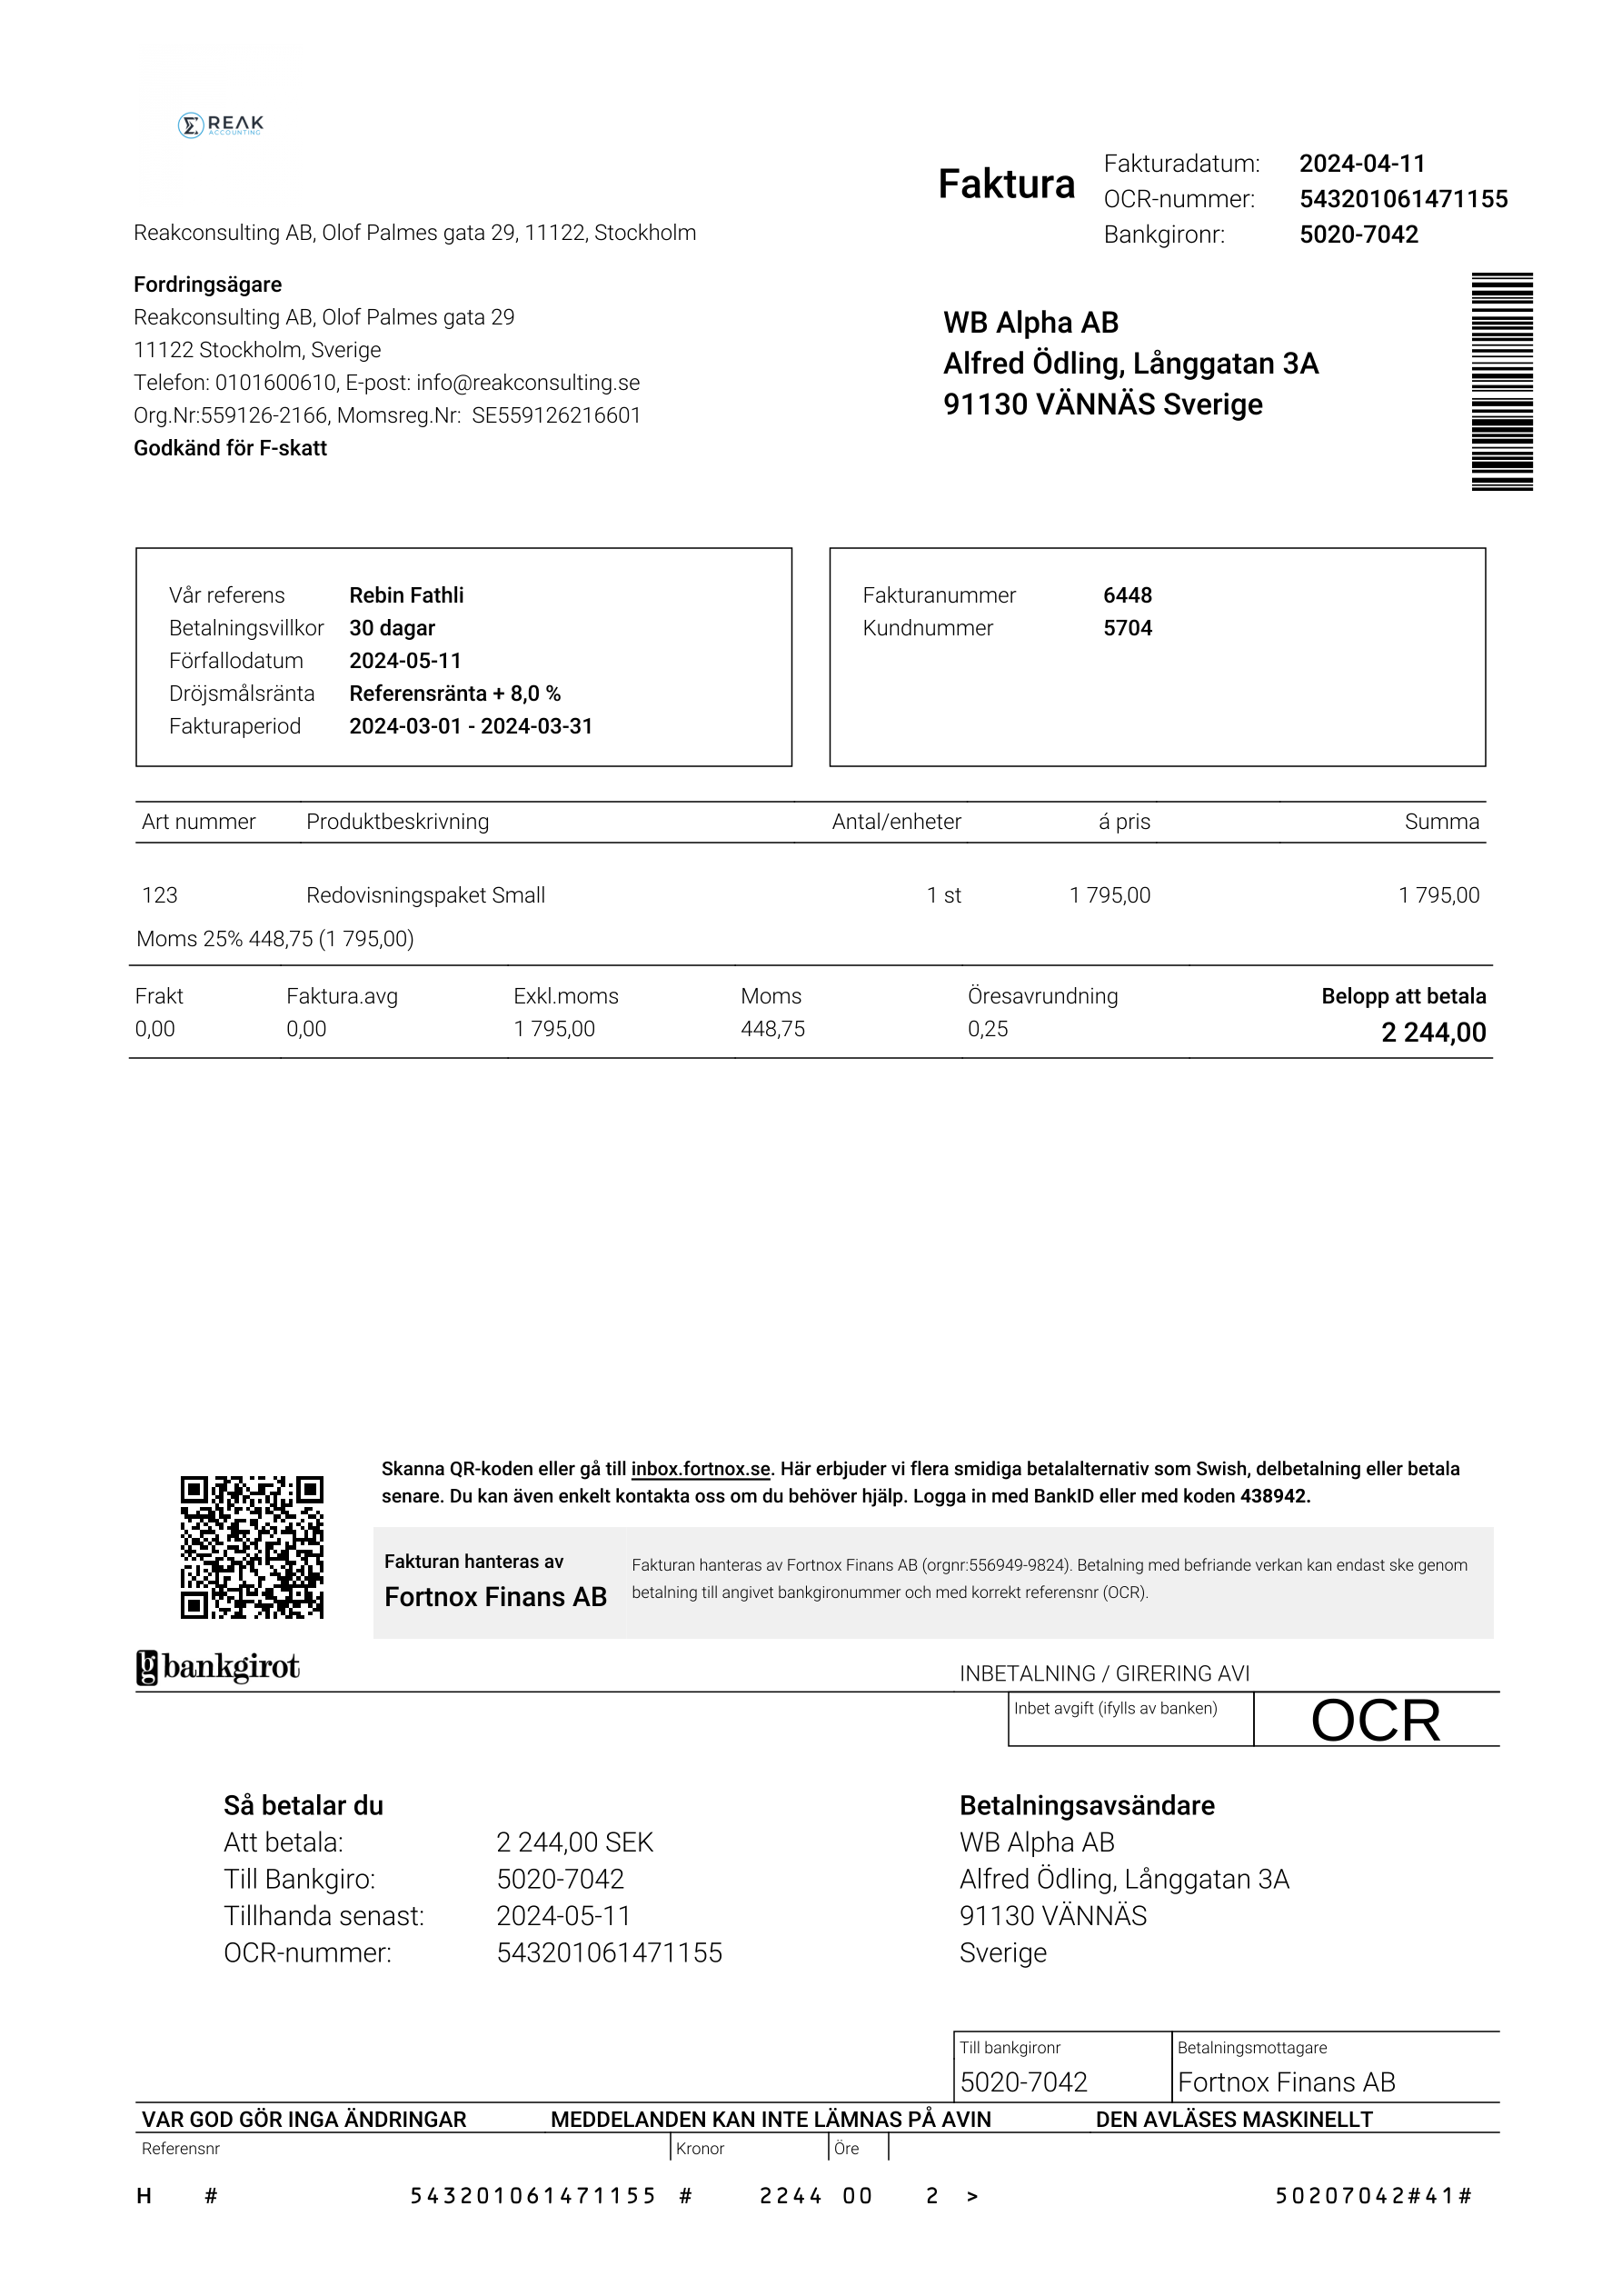 REAK
ACCOUNTING
Faktura
Fakturadatum: 2024-04-11
OCR-nummer: 543201061471155
Bankgironr: 5020-7042
Reakconsulting AB, Olof Palmes gata 29, 11122, Stockholm
Fordringsägare
Reakconsulting AB, Olof Palmes gata 29
11122 Stockholm, Sverige
Telefon: 0101600610, E-post: info@reakconsulting.se
Org.Nr:559126-2166, Momsreg.Nr: SE559126216601
Godkänd för F-skatt
WB Alpha AB
Alfred Ödling, Långgatan 3A
91130 VÄNNÄS Sverige
Vår referens Rebin Fathli
Betalningsvillkor 30 dagar
Förfallodatum 2024-05-11
Dröjsmålsränta Referensränta + 8,0 %
Fakturaperiod 2024-03-01 - 2024-03-31
Fakturanummer 6448
Kundnummer 5704
Art nummer Produktbeskrivning Antal/enheter á pris Summa
123 Redovisningspaket Small 1 st 1 795,00 1 795,00
Moms 25% 448,75 (1 795,00)
Frakt Faktura.avg Exkl.moms Moms Öresavrundning Belopp att betala
0,00 0,00 1 795,00 448,75 0,25 2 244,00
Skanna QR-koden eller gå till inbox.fortnox.se. Här erbjuder vi flera smidiga betalalternativ som Swish, delbetalning eller betala
senare. Du kan även enkelt kontakta oss om du behöver hjälp. Logga in med BankID eller med koden 438942.
Fakturan hanteras av
Fortnox Finans AB
Fakturan hanteras av Fortnox Finans AB (orgnr:556949-9824). Betalning med befriande verkan kan endast ske genom
betalning till angivet bankgironummer och med korrekt referensnr (OCR).
bankgirot
INBETALNING / GIRERING AVI
Inbet avgift (ifylls av banken)
OCR
Så betalar du
Att betala: 2 244,00 SEK
Till Bankgiro: 5020-7042
Tillhanda senast: 2024-05-11
OCR-nummer: 543201061471155
Betalningsavsändare
WB Alpha AB
Alfred Ödling, Långgatan 3A
91130 VÄNNÄS
Sverige
Till bankgironr Betalningsmottagare
5020-7042 Fortnox Finans AB
VAR GOD GÖR INGA ÄNDRINGAR MEDDELANDEN KAN INTE LÄMNAS PÅ AVIN DEN AVLÄSES MASKINELLT
Referensnr Kronor Öre
H # 543201061471155 # 2244 00 2 > 50207042#41#